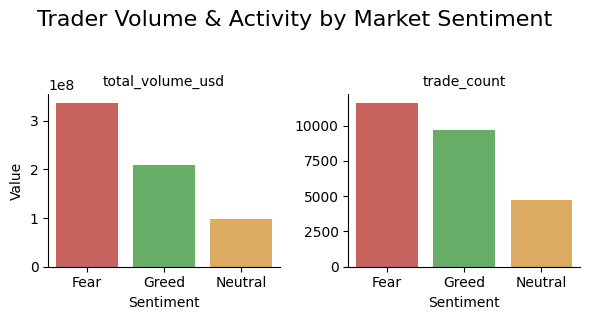 Trader Volume & Activity by Market Sentiment
total_volume_usd
1e8
3
2
1
0
Value
Fear Greed Neutral
Sentiment
trade_count
10000
7500
5000
2500
0
Fear Greed Neutral
Sentiment